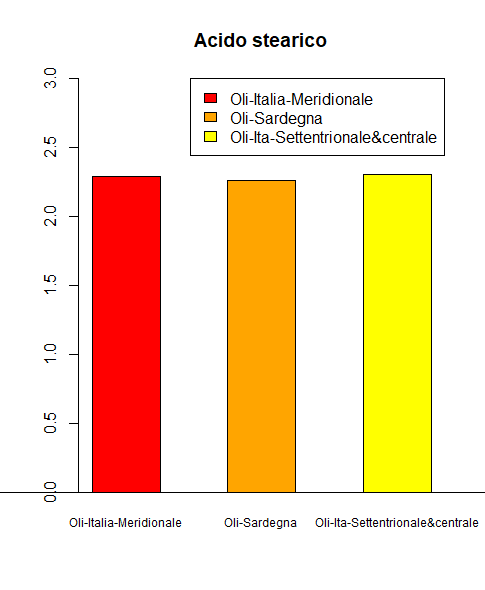 Acido stearico
3.0
2.5
2.0
1.5
1.0
0.5
0.0
Oli-Italia-Meridionale
Oli-Sardegna
Oli-Ita-Settentrionale&centrale
Oli-Italia-Meridionale Oli-Sardegna Oli-Ita-Settentrionale&centrale